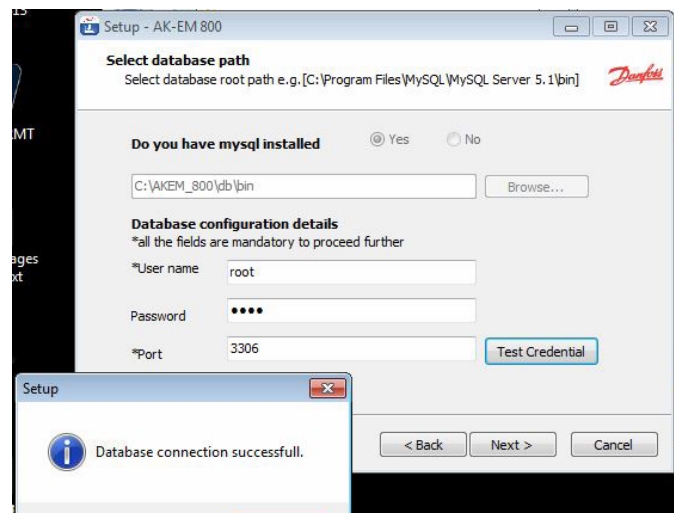 Setup - AK-EM 800
Select database path
Select database root path e.g.[C:\Program Files\MySQL\MySQL Server 5.1\bin]
Danfoss
MT
Do you have mysql installed
Yes
No
C:\AKEM_800\db\bin
Browse...
Database configuration details
*all the fields are mandatory to proceed further
ages
xt
*User name
root
Password
••••
*Port
3306
Test Credential
Setup
Database connection successfull.
< Back
Next >
Cancel